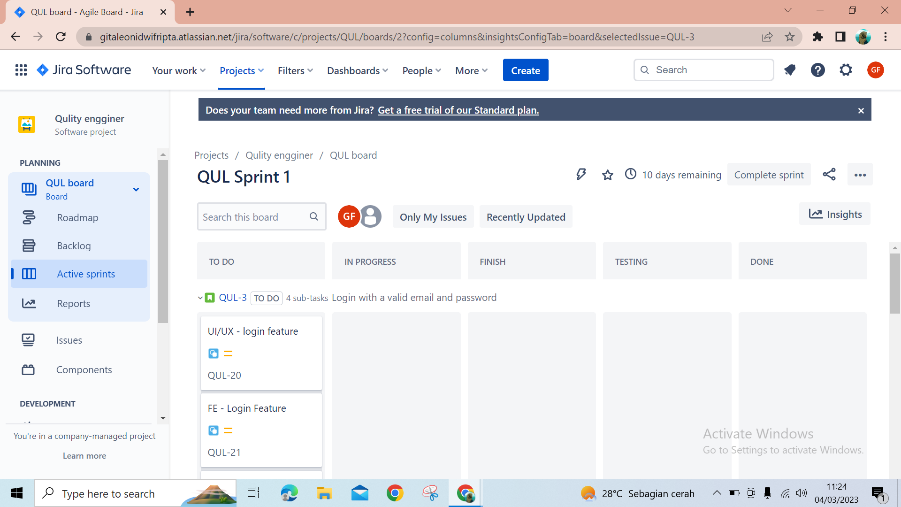 QUL board - Agile Board - Jira
gitaleonidwifripta.atlassian.net/jira/software/c/projects/QUL/boards/2?config=columns&insightsConfigTab=board&selectedIssue=QUL-3
Jira Software
Your work
Projects
Filters
Dashboards
People
More
Create
Search
GF
Does your team need more from Jira? Get a free trial of our Standard plan.
Qulity engginer
Software project
PLANNING
QUL board
Board
Roadmap
Backlog
Active sprints
Reports
Issues
Components
DEVELOPMENT
You're in a company-managed project
Learn more
Projects / Qulity engginer / QUL board
QUL Sprint 1
10 days remaining
Complete sprint
Search this board
GF
Only My Issues
Recently Updated
Insights
TO DO
IN PROGRESS
FINISH
TESTING
DONE
QUL-3 TO DO 4 sub-tasks Login with a valid email and password
UI/UX - login feature
QUL-20
FE - Login Feature
QUL-21
Activate Windows
Go to Settings to activate Windows.
Type here to search
28°C Sebagian cerah
11:24
04/03/2023
1